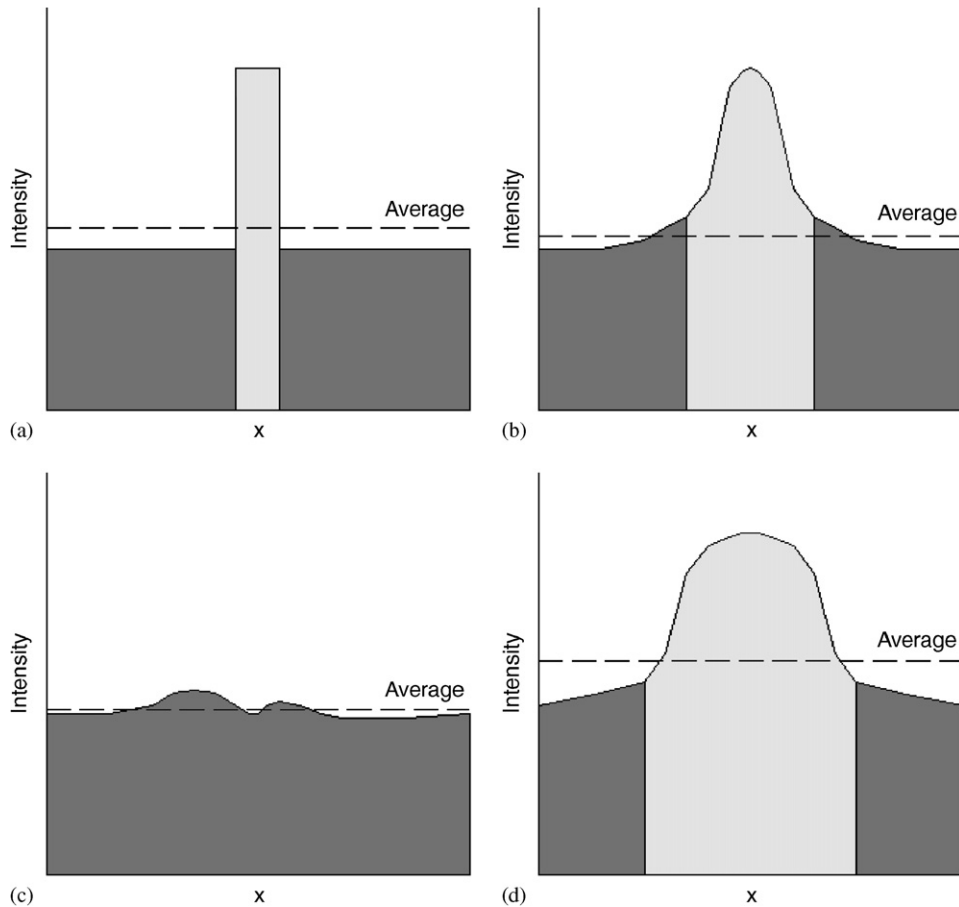 Intensity
Average
(a)
x
Intensity
Average
(b)
x
Intensity
Average
(c)
x
Intensity
Average
(d)
x